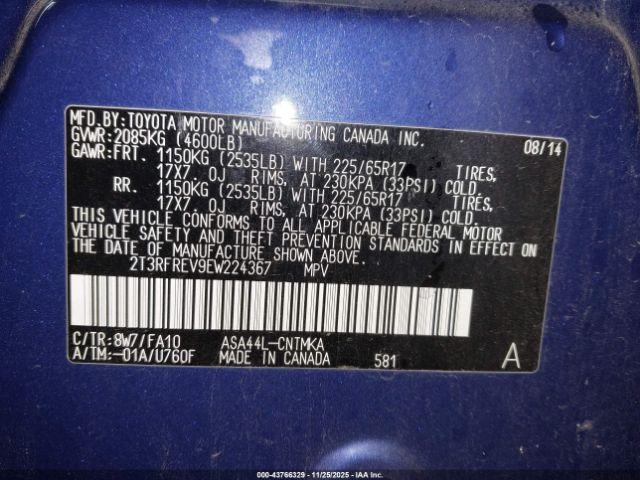 MFD.BY:TOYOTA MOTOR MANUFACTURING CANADA INC. 08/14
GVWR:2085KG (4600LB)
GAWR:FRT. 1150KG (2535LB) WITH 225/65R17 TIRES,
17X7. OJ RIMS, AT 230KPA (33PSI) COLD.
RR. 1150KG (2535LB) WITH 225/65R17 TIRES,
17X7. OJ RIMS, AT 230KPA (33PSI) COLD.
THIS VEHICLE CONFORMS TO ALL APPLICABLE FEDERAL MOTOR
VEHICLE SAFETY AND THEFT PREVENTION STANDARDS IN EFFECT ON
THE DATE OF MANUFACTURE SHOWN ABOVE.
2T3RFREV9EW224367 MPV
C/TR:8W7/FA10 ASA44L-CNTMKA
A/TM:-01A/U760F MADE IN CANADA 581 A
000-43766329 - 11/25/2025 - IAA Inc.